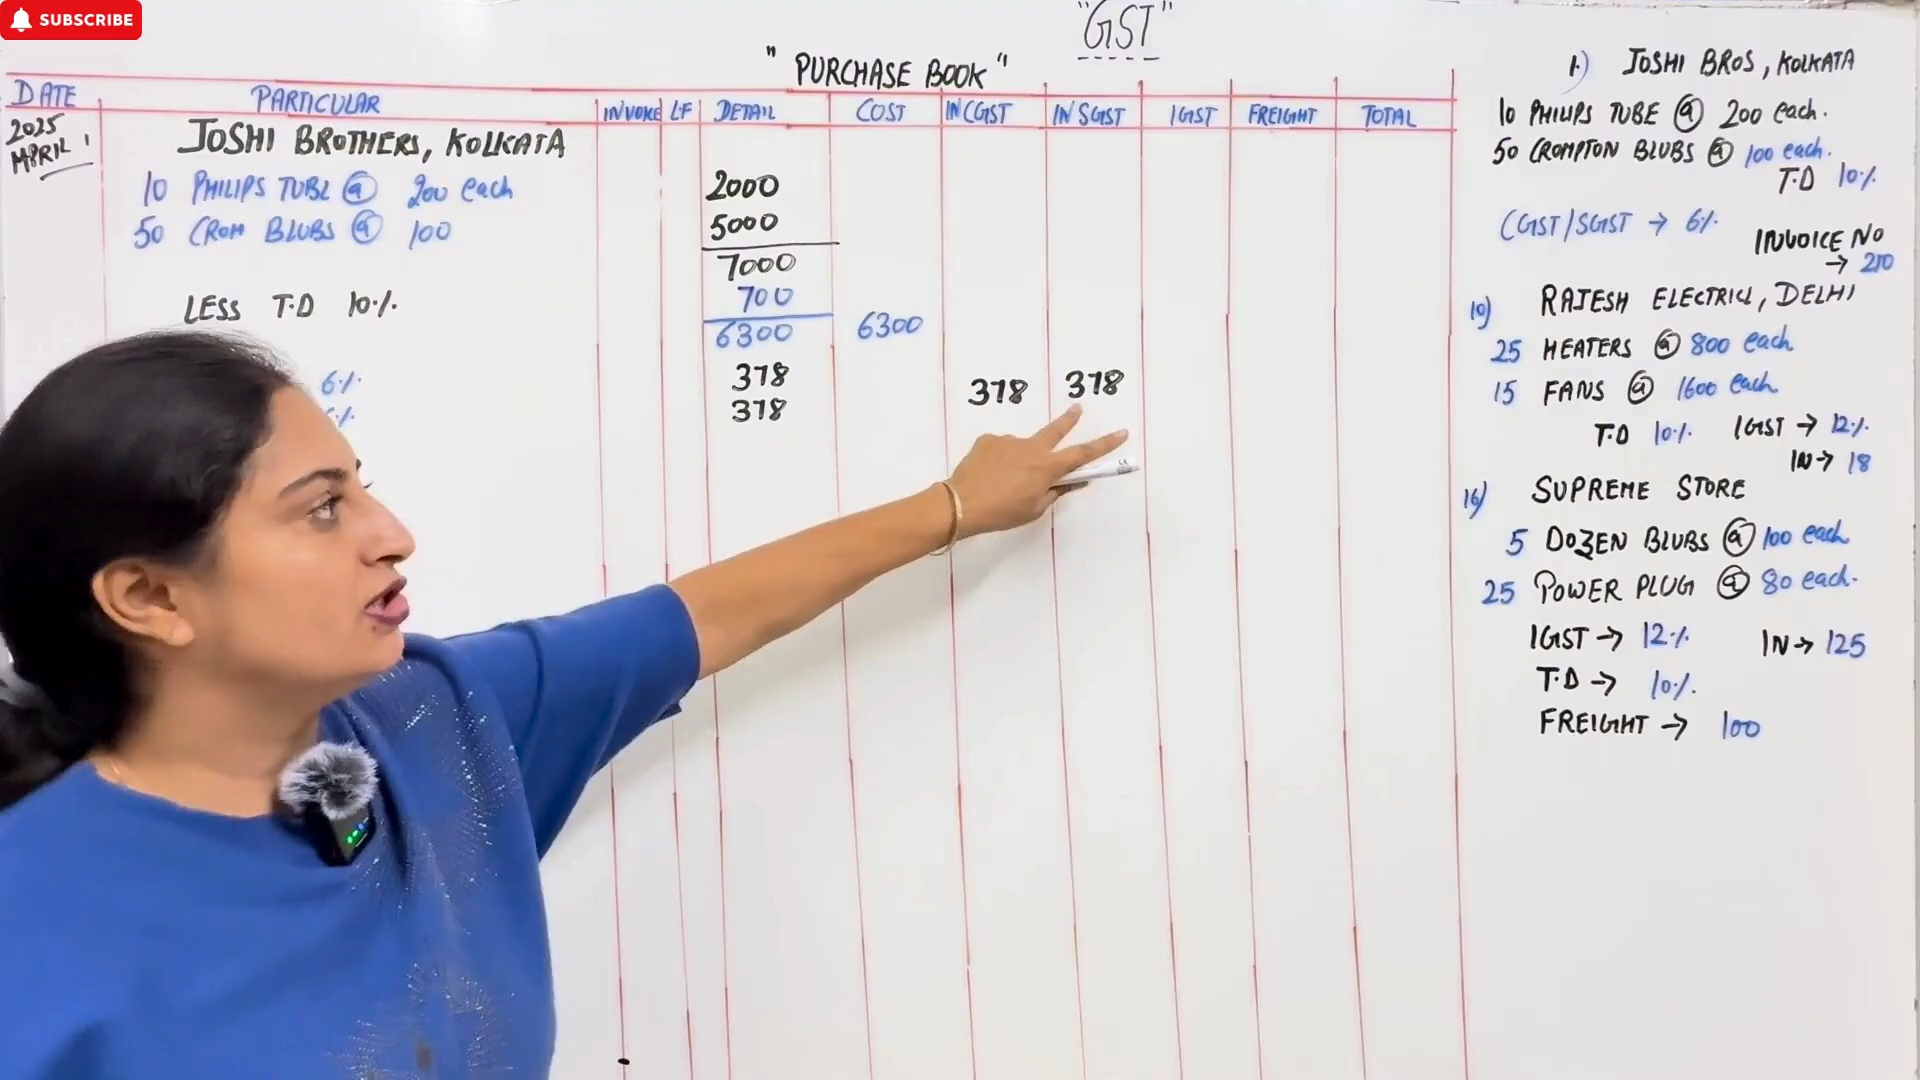 SUBSCRIBE
"GST"
"PURCHASE BOOK"
DATE PARTICULAR INVOICE LF DETAIL COST INCGST IN SGST IGST FREIGHT TOTAL
2025
APRIL 1
JOSHI BROTHERS, KOLKATA
10 PHILIPS TUBE @ 200 each 2000
50 CROM BLUBS @ 100 5000
7000
LESS T.D 10% 700
6300 6300
6% 378 378 378
378
1) JOSHI BROS, KOLKATA
10 PHILIPS TUBE @ 200 each.
50 CROMPTON BLUBS @ 100 each.
T.D 10%
CGST/SGST → 6%
INVOICE NO
→ 210
10) RAJESH ELECTRICL, DELHI
25 HEATERS @ 800 each
15 FANS @ 1600 each
T.D 10% IGST → 12%
IN → 18
16) SUPREME STORE
5 DOZEN BLUBS @ 100 each
25 POWER PLUG @ 80 each.
IGST → 12% IN → 125
T.D → 10%.
FREIGHT → 100